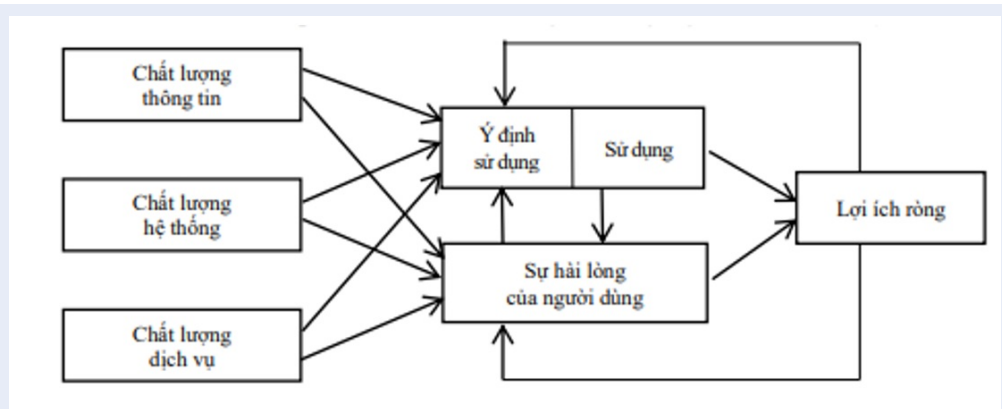 Chất lượng
thông tin
Ý định
sử dụng
Sử dụng
Chất lượng
hệ thống
Lợi ích ròng
Sự hài lòng
của người dùng
Chất lượng
dịch vụ